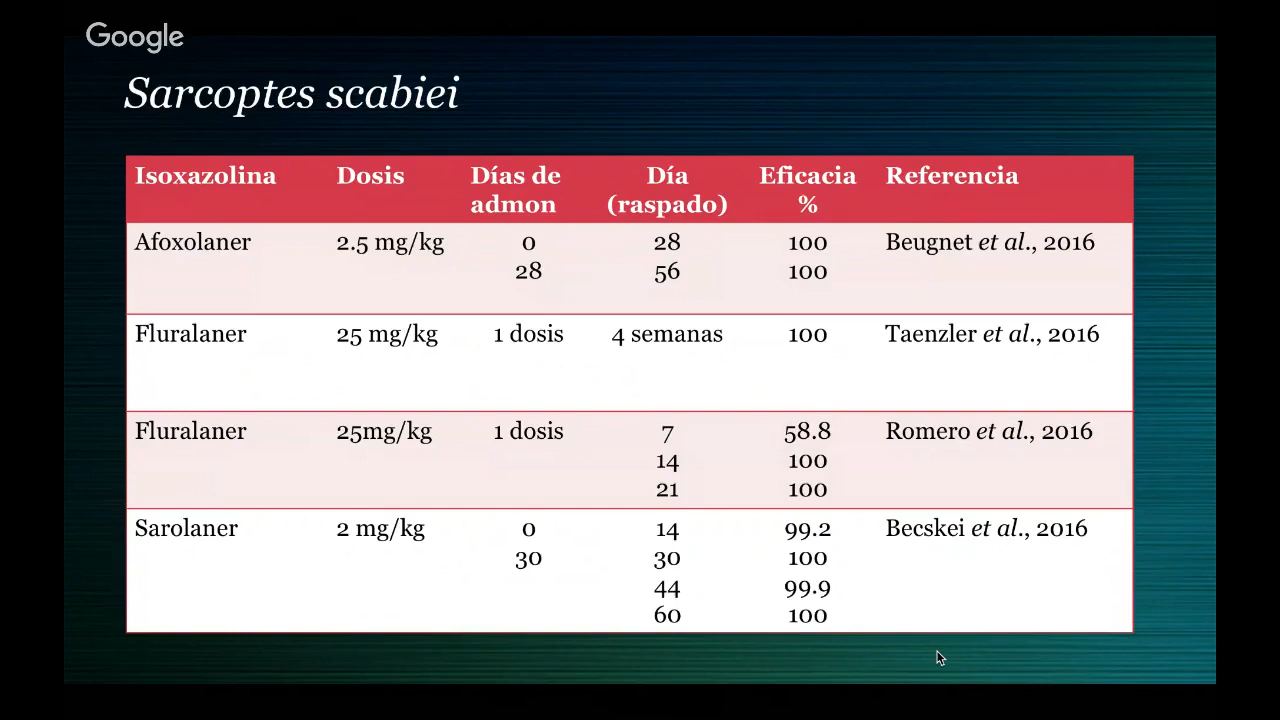 Google
Sarcoptes scabiei
Isoxazolina Dosis Días de admon Día (raspado) Eficacia % Referencia
Afoxolaner 2.5 mg/kg 0 28 100 Beugnet et al., 2016
28 56 100
Fluralaner 25 mg/kg 1 dosis 4 semanas 100 Taenzler et al., 2016
Fluralaner 25mg/kg 1 dosis 7 58.8 Romero et al., 2016
14 100
21 100
Sarolaner 2 mg/kg 0 14 99.2 Becskei et al., 2016
30 30 100
44 99.9
60 100